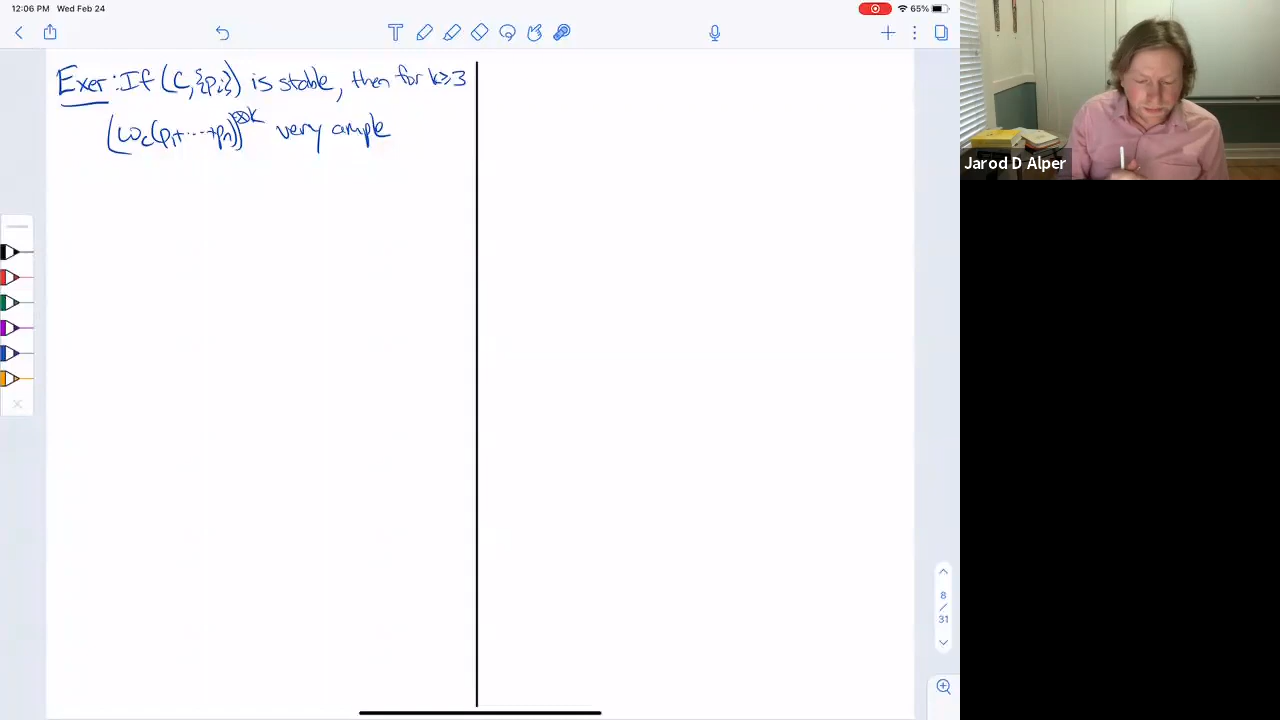 12:06 PM Wed Feb 24
65%
Exer: If (C, {pᵢ}) is stable, then for k≥3
(ω_C(p₁+⋯+pₙ))^{⊗k} very ample
Jarod D Alper
8
/
31